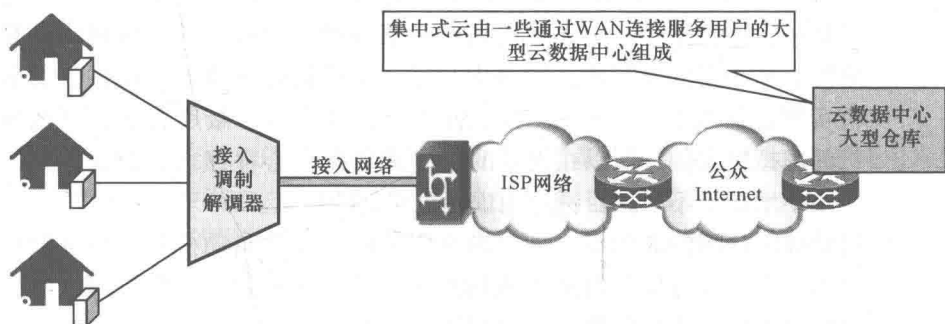 集中式云由一些通过WAN连接服务用户的大
型云数据中心组成
云数据中心
大型仓库
接入
调制
解调器
接入网络
ISP网络
公众
Internet